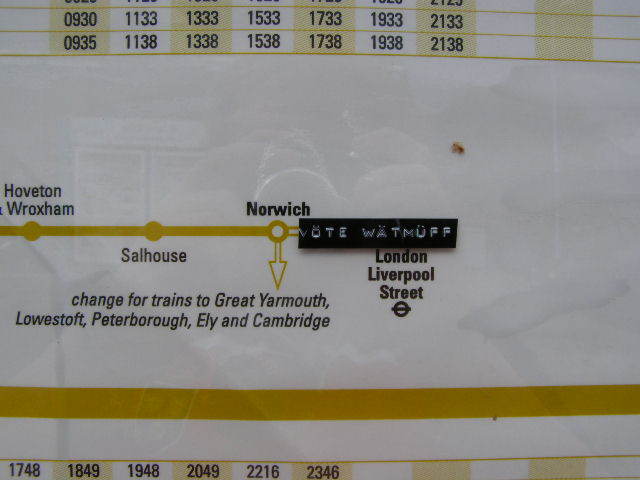 0930 1133 1333 1533 1733 1933 2133
0935 1138 1338 1538 1738 1938 2138
Hoveton
& Wroxham
Norwich
VÖTE WÄTMÜFF
Salhouse
London
Liverpool
Street
change for trains to Great Yarmouth,
Lowestoft, Peterborough, Ely and Cambridge
1748 1849 1948 2049 2216 2346